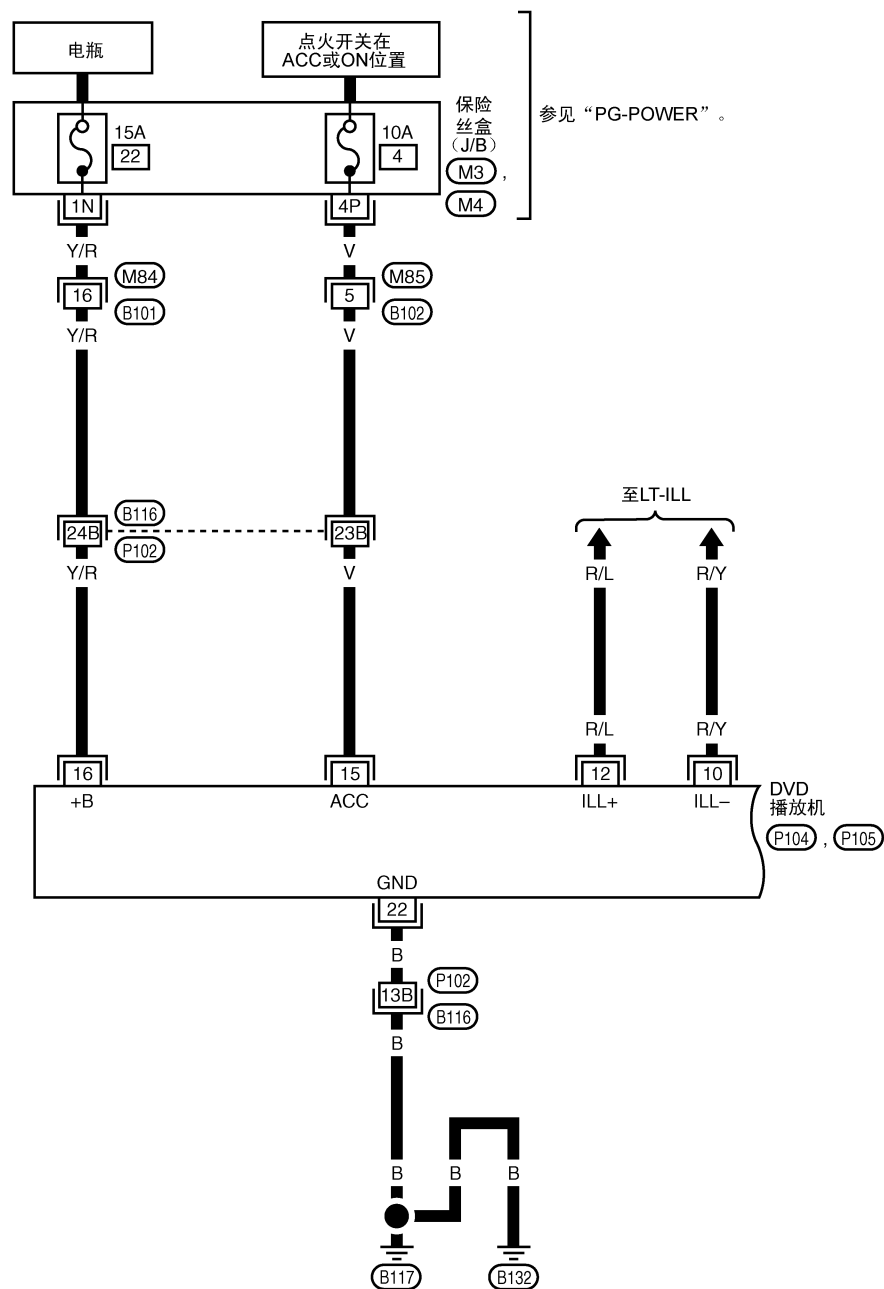 电瓶
点火开关在
ACC或ON位置
保险
丝盒
（J/B）
M3 ,
M4
参见“PG-POWER”。
15A
22
10A
4
1N
4P
Y/R
V
M84
M85
16
5
B101
B102
Y/R
V
B116
24B
23B
P102
Y/R
V
至LT-ILL
R/L
R/Y
R/L
R/Y
16
15
12
10
+B
ACC
ILL+
ILL–
DVD
播放机
P104 , P105
GND
22
B
P102
13B
B116
B
B
B
B
B117
B132